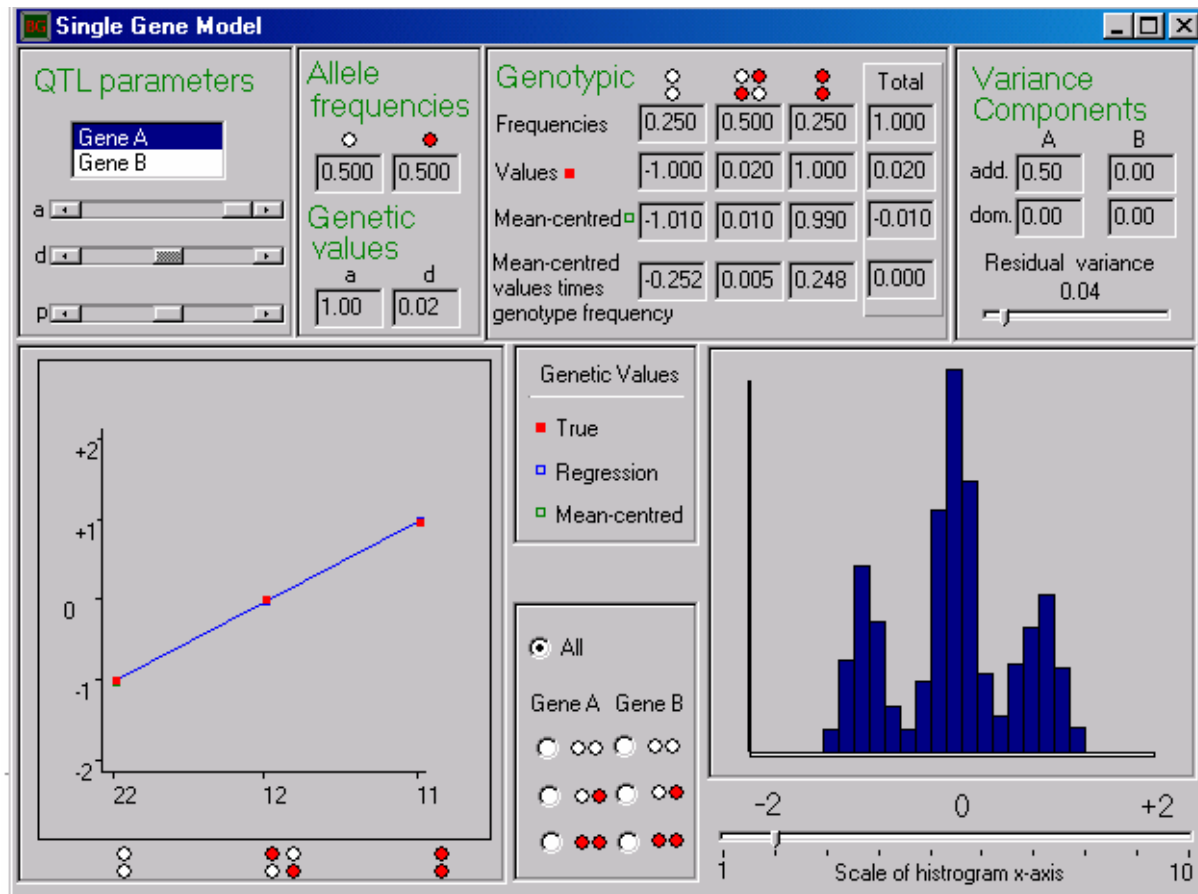 BG Single Gene Model
QTL parameters
Gene A
Gene B
a
d
p
Allele
frequencies
0.500 0.500
Genetic
values
a d
1.00 0.02
Genotypic
Total
Frequencies 0.250 0.500 0.250 1.000
Values -1.000 0.020 1.000 0.020
Mean-centred -1.010 0.010 0.990 -0.010
Mean-centred
values times
genotype frequency
-0.252 0.005 0.248 0.000
Variance
Components
A B
add. 0.50 0.00
dom. 0.00 0.00
Residual variance
0.04
+2
+1
0
-1
-2
22 12 11
Genetic Values
True
Regression
Mean-centred
All
Gene A Gene B
-2 0 +2
1 Scale of histrogram x-axis 10